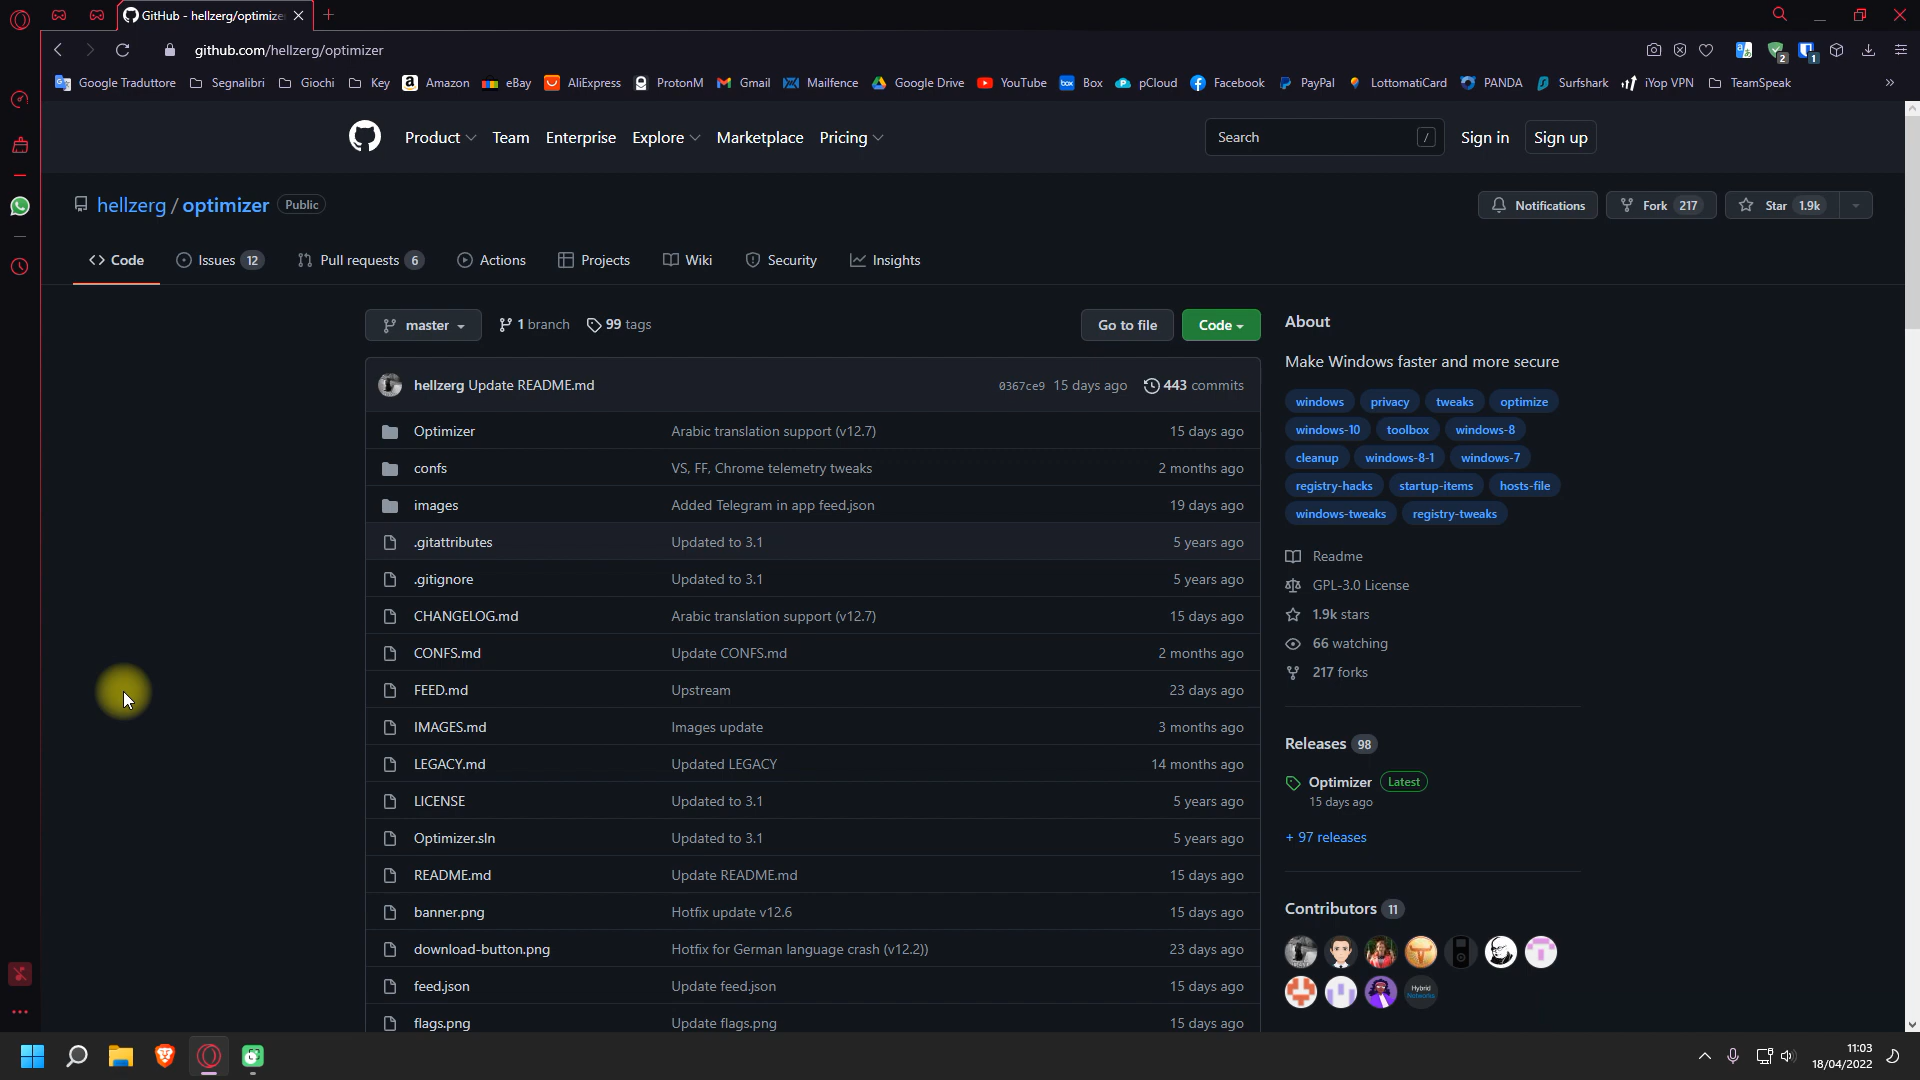 GitHub - hellzerg/optimize
github.com/hellzerg/optimizer
2
1
Google Traduttore Segnalibri Giochi Key Amazon eBay AliExpress ProtonM Gmail Mailfence Google Drive YouTube box Box pCloud Facebook PayPal LottomatiCard PANDA Surfshark iYop VPN TeamSpeak
Product Team Enterprise Explore Marketplace Pricing Search / Sign in Sign up
hellzerg / optimizer Public Notifications Fork 217 Star 1.9k
Code Issues 12 Pull requests 6 Actions Projects Wiki Security Insights
master 1 branch 99 tags Go to file Code
hellzerg Update README.md 0367ce9 15 days ago 443 commits
Optimizer Arabic translation support (v12.7) 15 days ago
confs VS, FF, Chrome telemetry tweaks 2 months ago
images Added Telegram in app feed.json 19 days ago
.gitattributes Updated to 3.1 5 years ago
.gitignore Updated to 3.1 5 years ago
CHANGELOG.md Arabic translation support (v12.7) 15 days ago
CONFS.md Update CONFS.md 2 months ago
FEED.md Upstream 23 days ago
IMAGES.md Images update 3 months ago
LEGACY.md Updated LEGACY 14 months ago
LICENSE Updated to 3.1 5 years ago
Optimizer.sln Updated to 3.1 5 years ago
README.md Update README.md 15 days ago
banner.png Hotfix update v12.6 15 days ago
download-button.png Hotfix for German language crash (v12.2)) 23 days ago
feed.json Update feed.json 15 days ago
flags.png Update flags.png 15 days ago
About
Make Windows faster and more secure
windows privacy tweaks optimize
windows-10 toolbox windows-8
cleanup windows-8-1 windows-7
registry-hacks startup-items hosts-file
windows-tweaks registry-tweaks
Readme
GPL-3.0 License
1.9k stars
66 watching
217 forks
Releases 98
Optimizer Latest
15 days ago
+ 97 releases
Contributors 11
Hybrid
Networks
11:03
18/04/2022